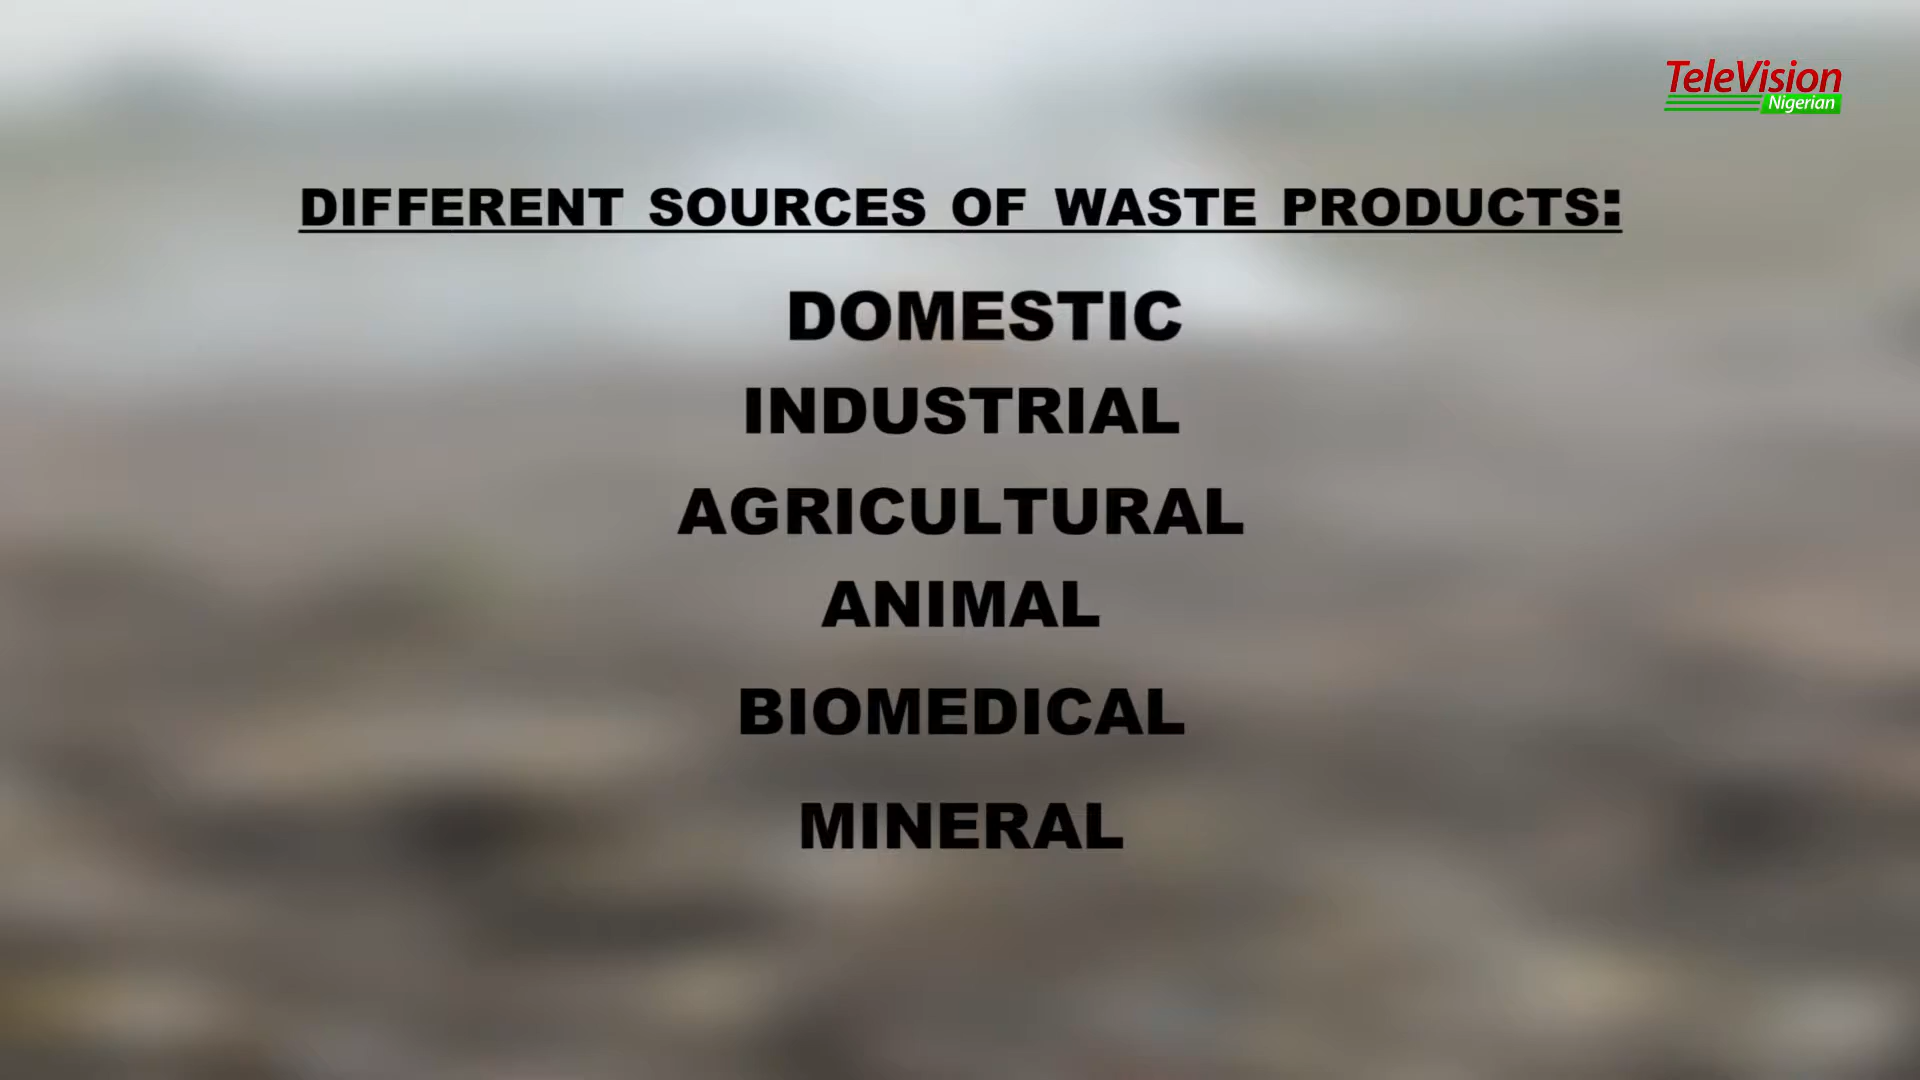 TeleVision
Nigerian
DIFFERENT SOURCES OF WASTE PRODUCTS:
DOMESTIC
INDUSTRIAL
AGRICULTURAL
ANIMAL
BIOMEDICAL
MINERAL